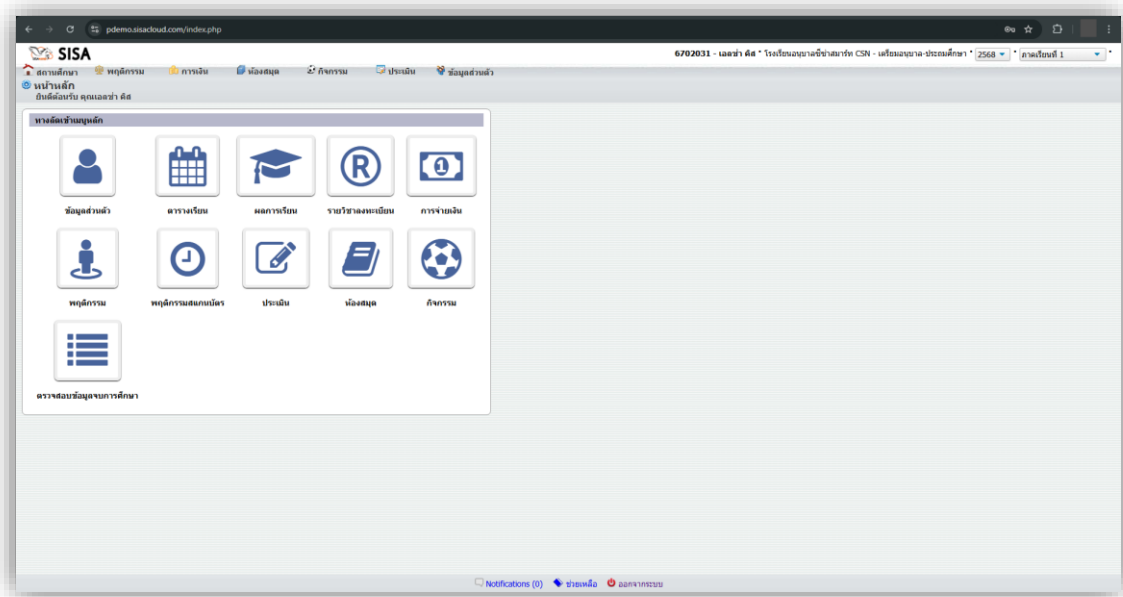 pdemo.sisacloud.com/index.php
SISA
6702031 - เอลซ่า คิส * โรงเรียนอนุบาลซีซ่าสมาร์ท CSN - เตรียมอนุบาล-ประถมศึกษา * 2568 * ภาคเรียนที่ 1 *
สถานศึกษา พฤติกรรม การเงิน ห้องสมุด กิจกรรม ประเมิน ข้อมูลส่วนตัว
หน้าหลัก
ยินดีต้อนรับ คุณเอลซ่า คิส
ทางลัดเข้าเมนูหลัก
ข้อมูลส่วนตัว ตารางเรียน ผลการเรียน รายวิชาลงทะเบียน การจ่ายเงิน
พฤติกรรม พฤติกรรมสแกนบัตร ประเมิน ห้องสมุด กิจกรรม
ตรวจสอบข้อมูลจบการศึกษา
Notifications (0) ช่วยเหลือ ออกจากระบบ